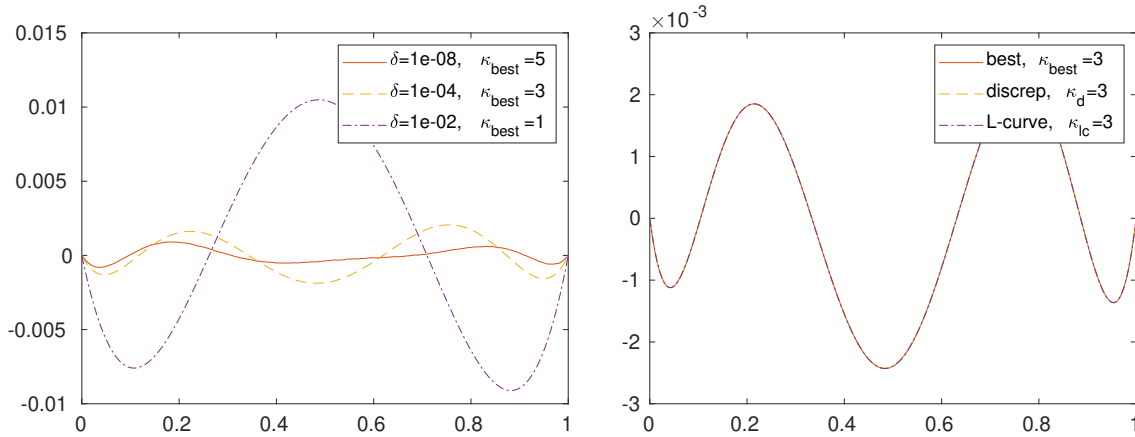 0.015
0.01
0.005
0
-0.005
-0.01
0 0.2 0.4 0.6 0.8 1
δ=1e-08, κbest=5
δ=1e-04, κbest=3
δ=1e-02, κbest=1
×10-3
3
2
1
0
-1
-2
-3
0 0.2 0.4 0.6 0.8 1
best, κbest=3
discrep, κd=3
L-curve, κlc=3